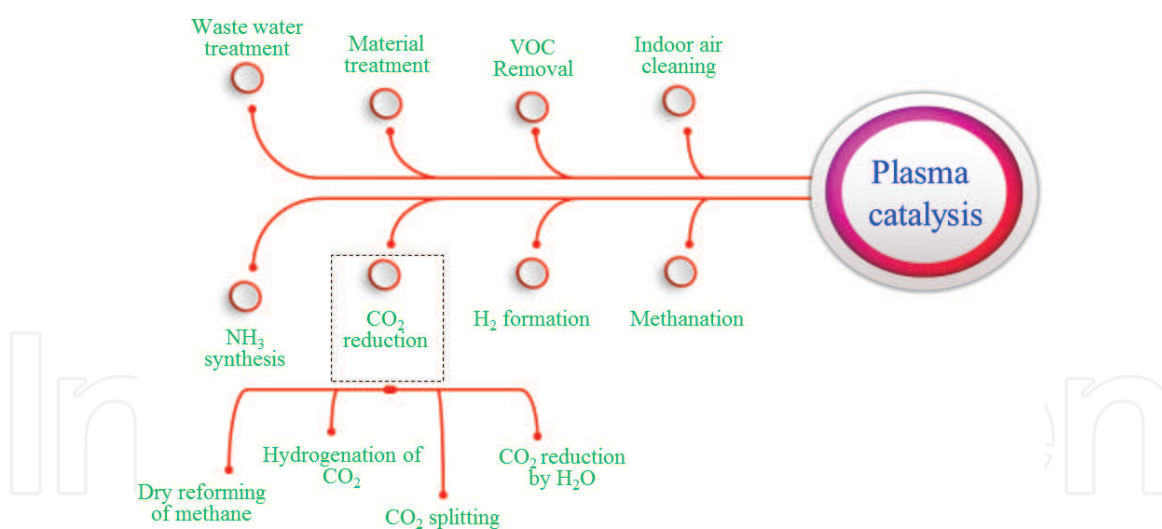 Waste water
treatment
Material
treatment
VOC
Removal
Indoor air
cleaning
Plasma
catalysis
NH₃
synthesis
CO₂
reduction
H₂ formation
Methanation
Dry reforming
of methane
Hydrogenation of
CO₂
CO₂ splitting
CO₂ reduction
by H₂O